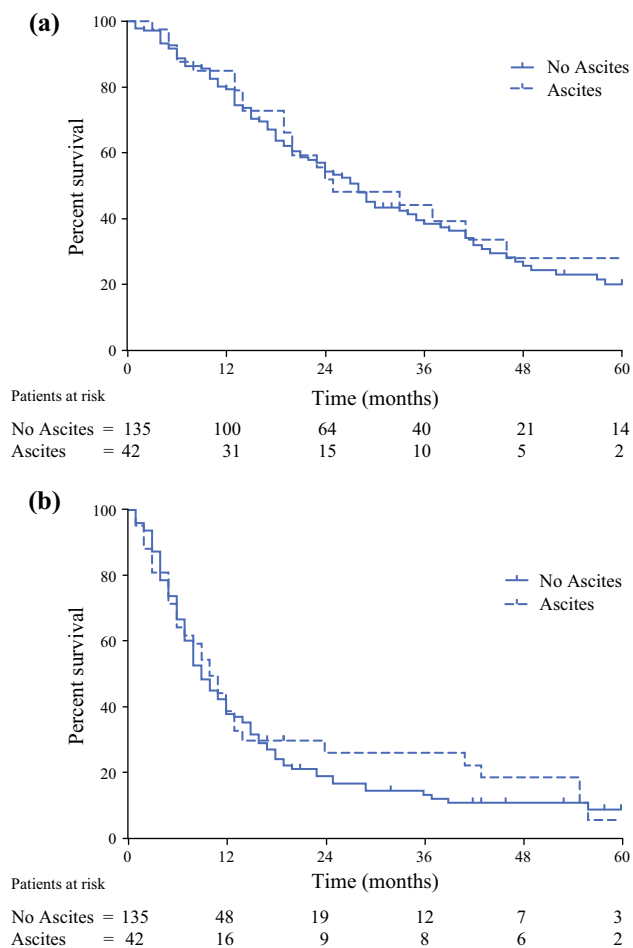 (a)
100
80
60
40
20
0
Percent survival
No Ascites
Ascites
0 12 24 36 48 60
Time (months)
Patients at risk
No Ascites = 135 100 64 40 21 14
Ascites = 42 31 15 10 5 2
(b)
100
80
60
40
20
0
Percent survival
No Ascites
Ascites
0 12 24 36 48 60
Time (months)
Patients at risk
No Ascites = 135 48 19 12 7 3
Ascites = 42 16 9 8 6 2